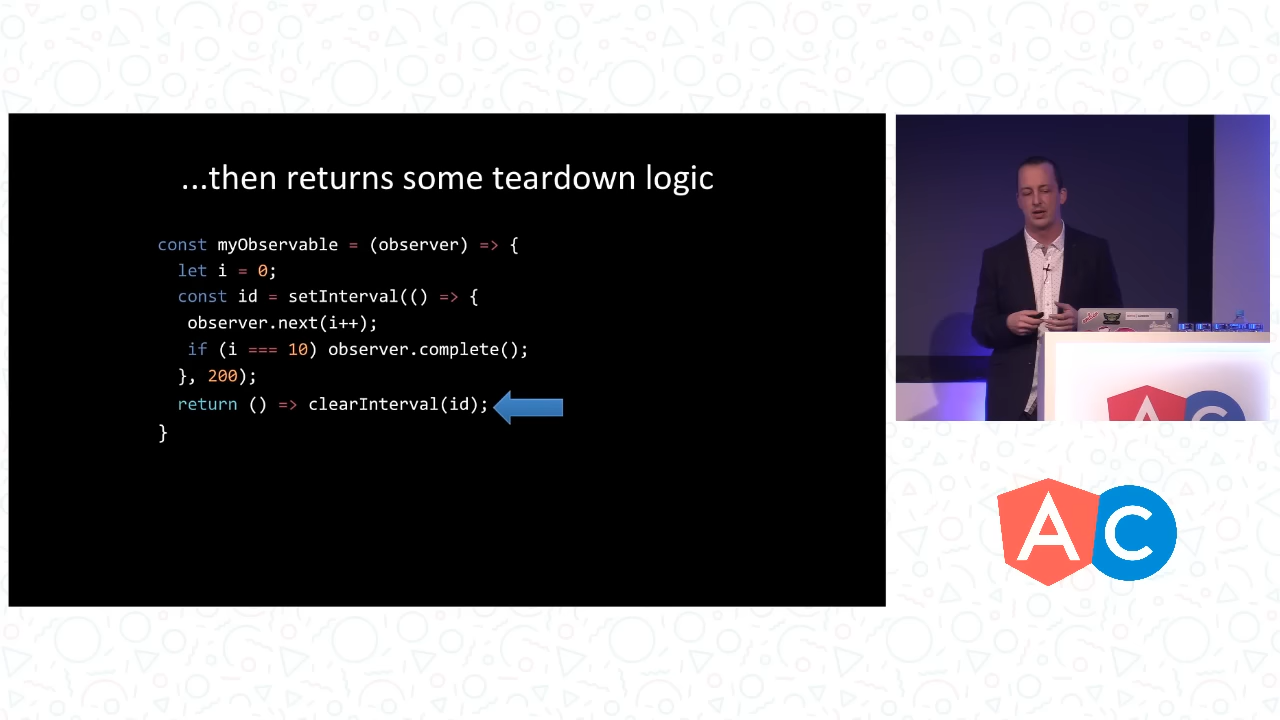 ...then returns some teardown logic
const myObservable = (observer) => {
let i = 0;
const id = setInterval(() => {
observer.next(i++);
if (i === 10) observer.complete();
}, 200);
return () => clearInterval(id);
}
A C